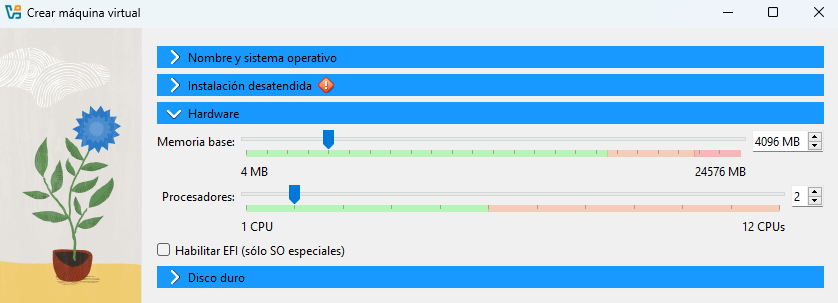 Crear máquina virtual
Nombre y sistema operativo
Instalación desatendida
Hardware
Memoria base: 4096 MB
4 MB 24576 MB
Procesadores: 2
1 CPU 12 CPUs
Habilitar EFI (sólo SO especiales)
Disco duro